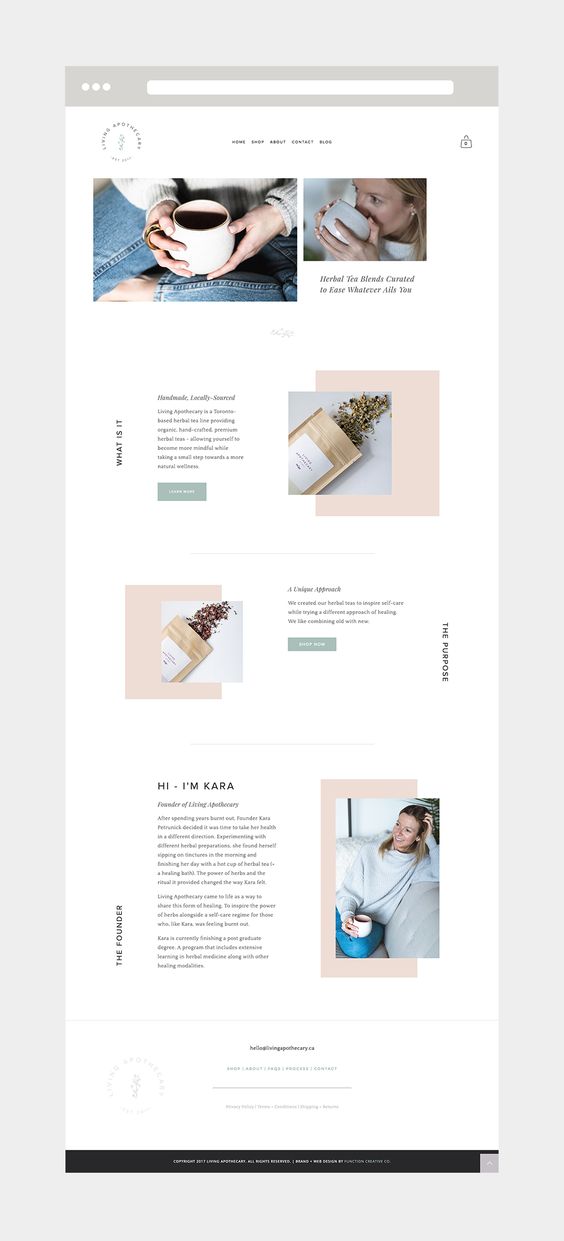 LIVING APOTHECARY
HOME SHOP ABOUT CONTACT BLOG
0
Herbal Tea Blends Curated
to Ease Whatever Ails You
WHAT IS IT
Handmade, Locally-Sourced
Living Apothecary is a Toronto-
based herbal tea line providing
organic, hand-crafted, premium
herbal teas - allowing yourself to
become more mindful while
taking a small step towards a more
natural wellness.
LEARN MORE
LIVING
APOTHECARY
A Unique Approach
We created our herbal teas to inspire self-care
while trying a different approach of healing.
We like combining old with new.
SHOP NOW
THE PURPOSE
HI - I'M KARA
Founder of Living Apothecary
After spending years burnt out, Founder Kara
Petrunick decided it was time to take her health
in a different direction. Experimenting with
different herbal preparations, she found herself
sipping on tinctures in the morning and
finishing her day with a hot cup of herbal tea (+
a healing bath). The power of herbs and the
ritual it provided changed the way Kara felt.
Living Apothecary came to life as a way to
share this form of healing. To inspire the power
of herbs alongside a self-care regime for those
who, like Kara, was feeling burnt out.
Kara is currently finishing a post graduate
degree. A program that includes extensive
learning in herbal medicine along with other
healing modalities.
THE FOUNDER
LIVING APOTHECARY
hello@livingapothecary.ca
SHOP | ABOUT | FAQS | PROCESS | CONTACT
Privacy Policy | Terms + Conditions | Shipping + Returns
COPYRIGHT 2017 LIVING APOTHECARY. ALL RIGHTS RESERVED. | BRAND + WEB DESIGN BY FUNCTION CREATIVE CO.